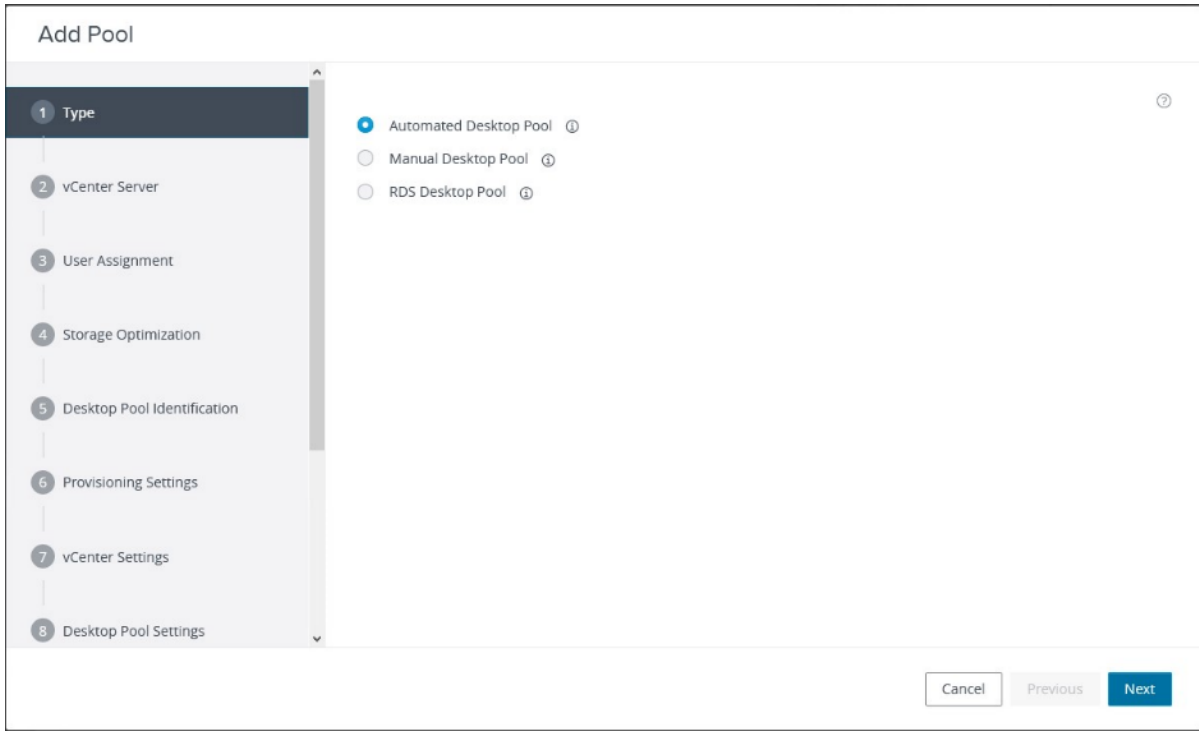 Add Pool
1 Type
2 vCenter Server
3 User Assignment
4 Storage Optimization
5 Desktop Pool Identification
6 Provisioning Settings
7 vCenter Settings
8 Desktop Pool Settings
?
Automated Desktop Pool i
Manual Desktop Pool i
RDS Desktop Pool i
Cancel Previous Next